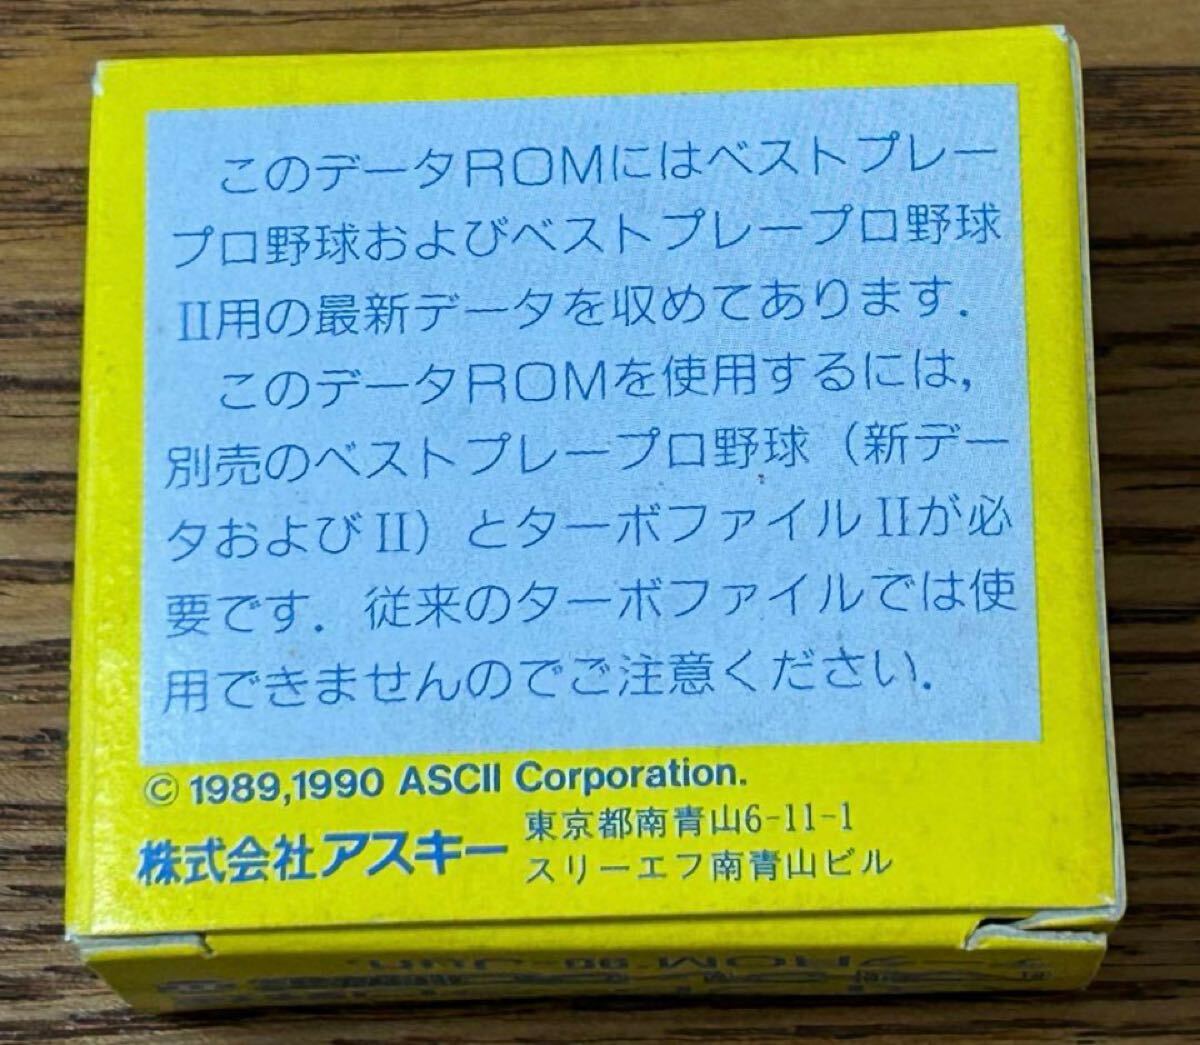 このデータROMにはベストプレー
プロ野球およびベストプレープロ野球
II用の最新データを収めてあります．
このデータROMを使用するには，
別売のベストプレープロ野球（新デー
タおよびII）とターボファイルIIが必
要です．従来のターボファイルでは使
用できませんのでご注意ください．
© 1989,1990 ASCII Corporation.
株式会社アスキー
東京都南青山6-11-1
スリーエフ南青山ビル